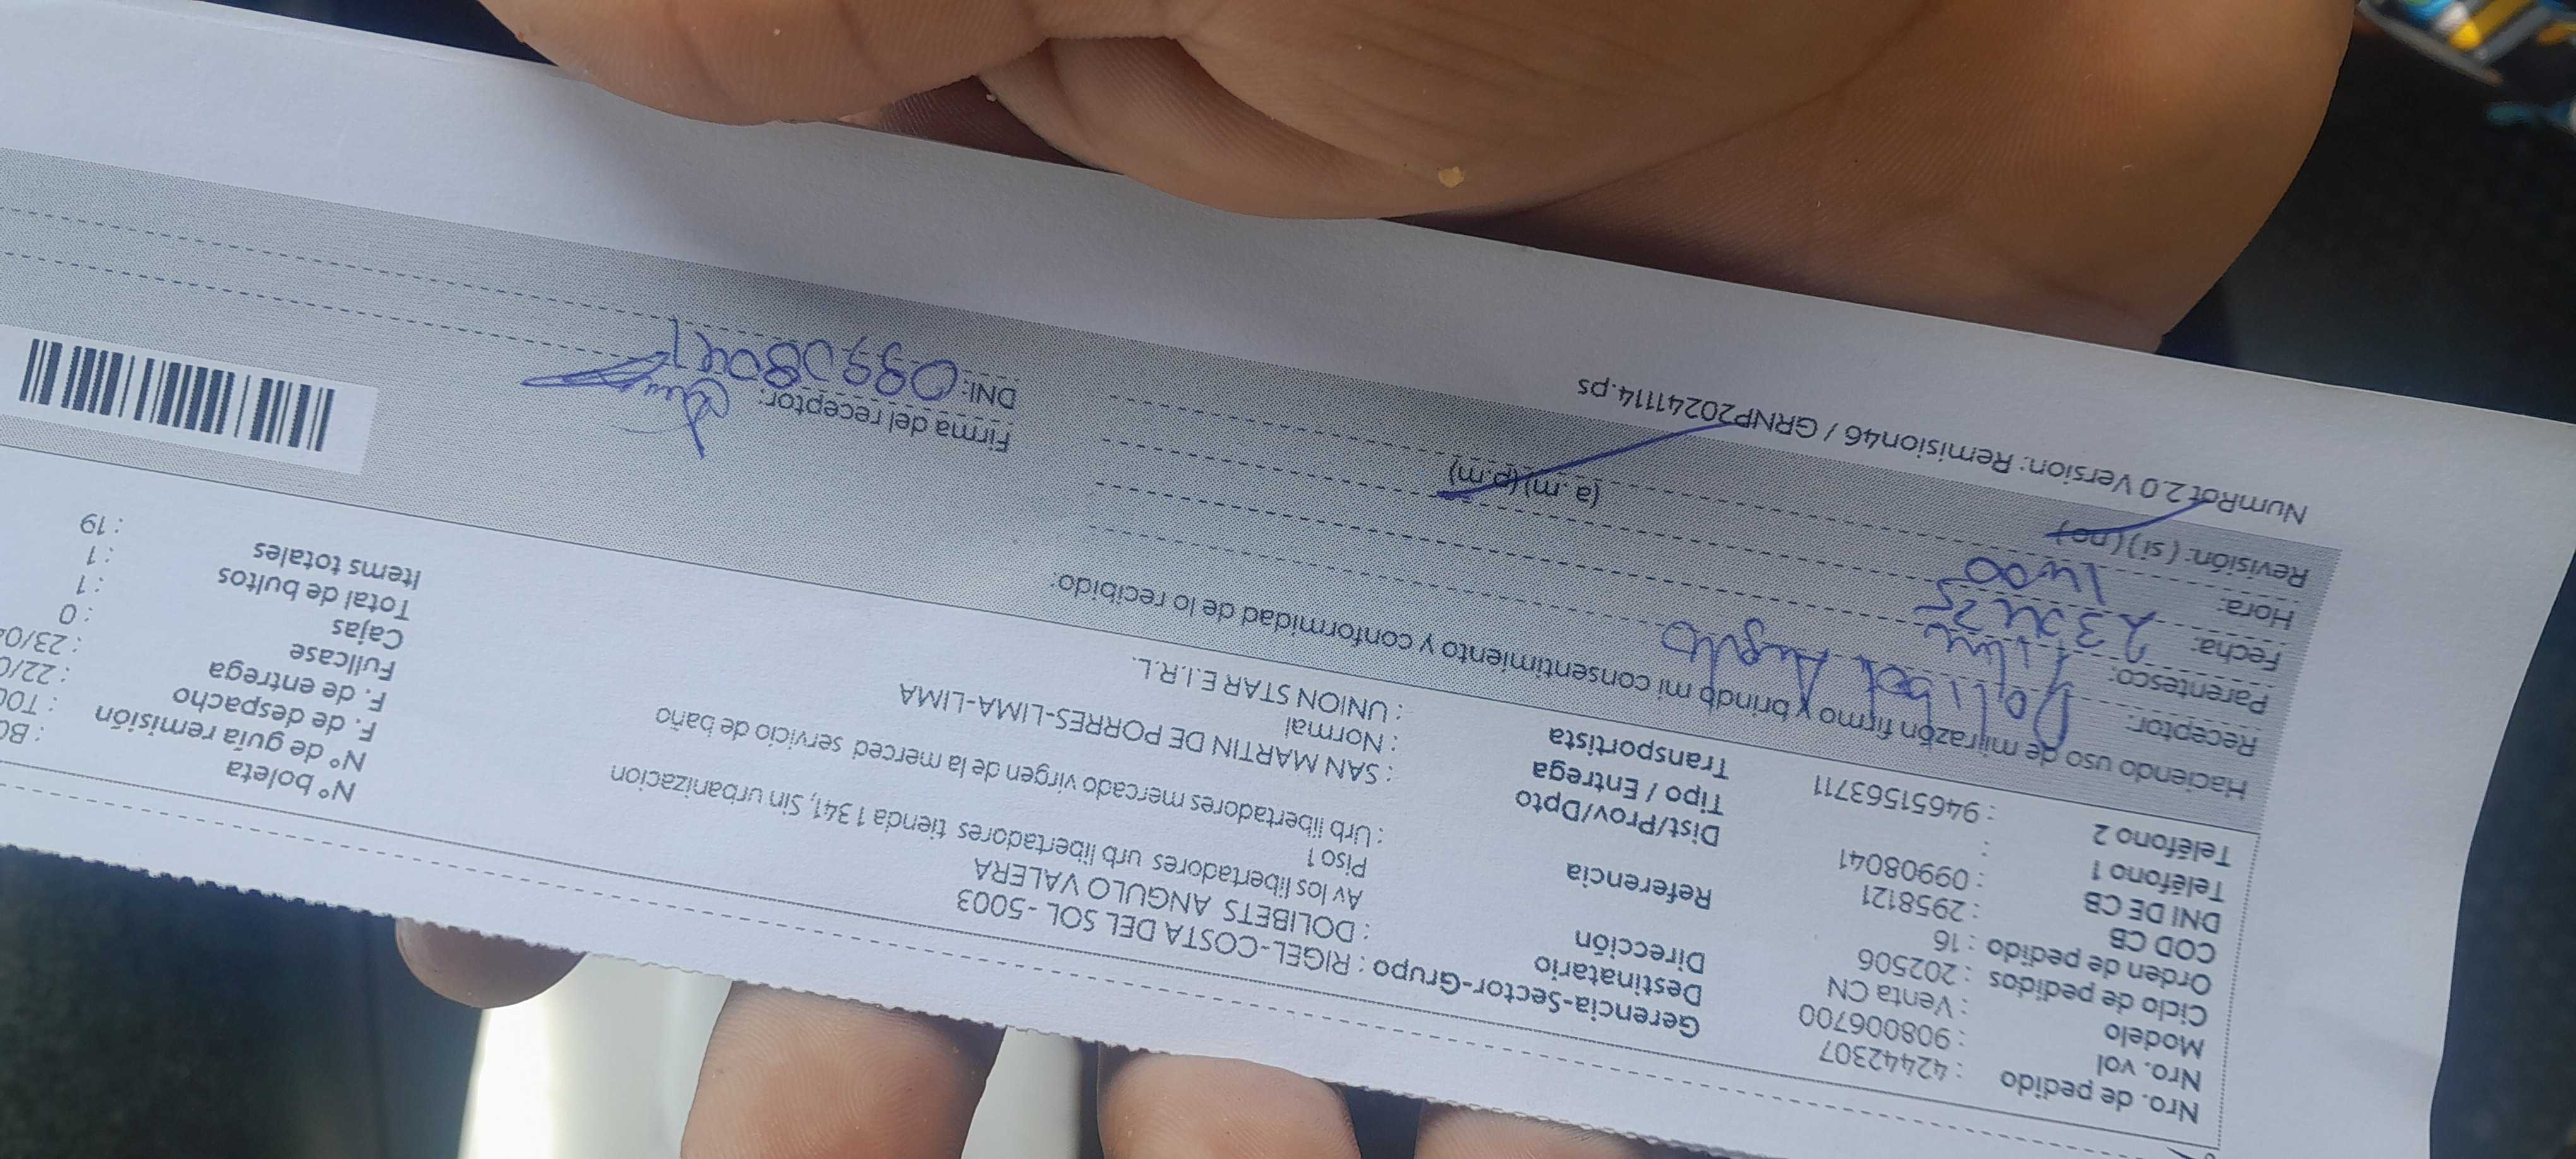 Nro. de pedido : 42442307
Nro. vol : 908006700
Modelo : Venta CN
Ciclo de pedidos : 202506
Orden de pedido : 16
COD CB : 2958121
DNI DE CB : 09908041
Teléfono 1 :
Teléfono 2 : 94651563711
Gerencia-Sector-Grupo : RIGEL-COSTA DEL SOL -5003
Destinatario : DOLIBETS ANGULO VALERA
Dirección Av los libertadores urb libertadores tienda 1341, Sin urbanizacion
Piso 1
Referencia : Urb libertadores mercado virgen de la merced servicio de baño
Dist/Prov/Dpto : SAN MARTIN DE PORRES-LIMA-LIMA
Tipo / Entrega : Normal
Transportista : UNION STAR E.I.R.L.
N° boleta
N° de guía remisión
F. de despacho : 22/0
F. de entrega : 23/04
Fullcase : 0
Cajas : 1
Total de bultos : 1
Items totales : 19
Haciendo uso de mi razón firmo y brindo mi consentimiento y conformidad de lo recibido:
Receptor: Angulo
Parentesco:
Fecha:
Hora: 1400 (a.m) (p.m)
Revisión: (si) (no)
Firma del receptor:
DNI: 09908041
NumRot 2.0 Version: Remision46 / GRNP20241114.ps